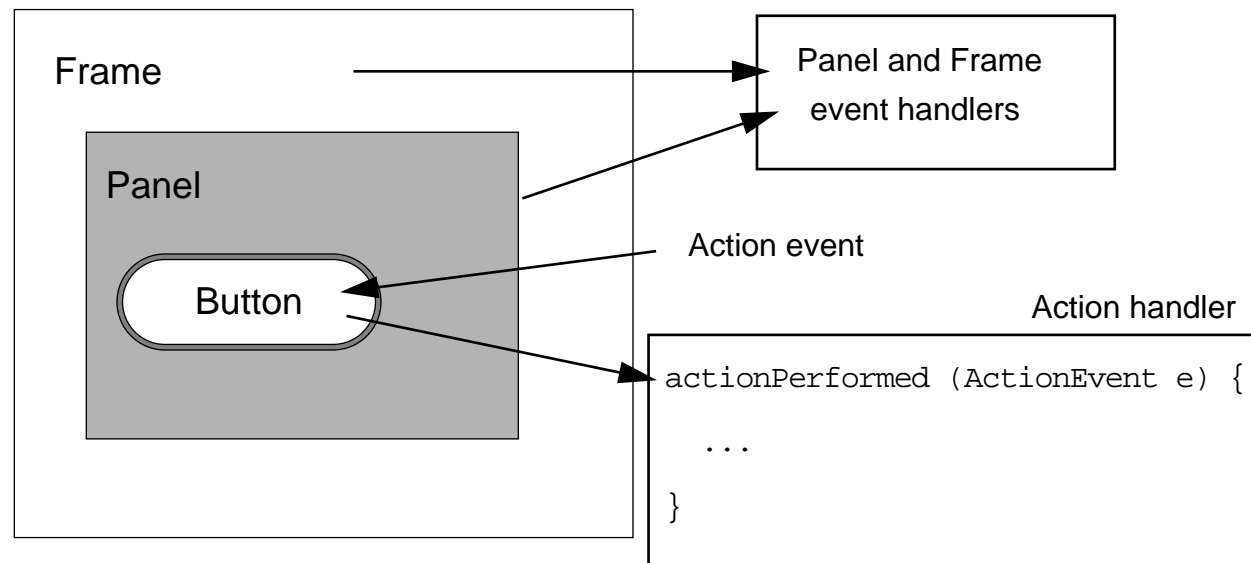 Frame
Panel and Frame
event handlers
Panel
Action event
Button
Action handler
actionPerformed (ActionEvent e) {
...
}